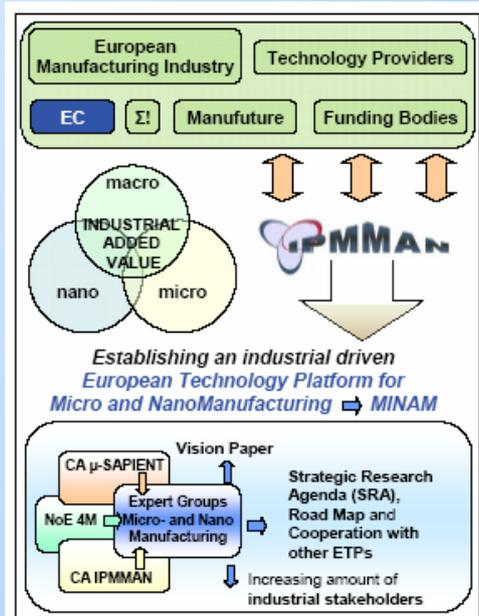 European
Manufacturing Industry
Technology Providers
EC
Σ!
Manufuture
Funding Bodies
macro
INDUSTRIAL
ADDED
VALUE
nano
micro
IPMMAN
Establishing an industrial driven
European Technology Platform for
Micro and NanoManufacturing ⇨ MINAM
Vision Paper
CA μ-SAPIENT
NoE 4M
CA IPMMAN
Expert Groups
Micro- and Nano
Manufacturing
Strategic Research
Agenda (SRA),
Road Map and
Cooperation with
other ETPs
Increasing amount of
industrial stakeholders